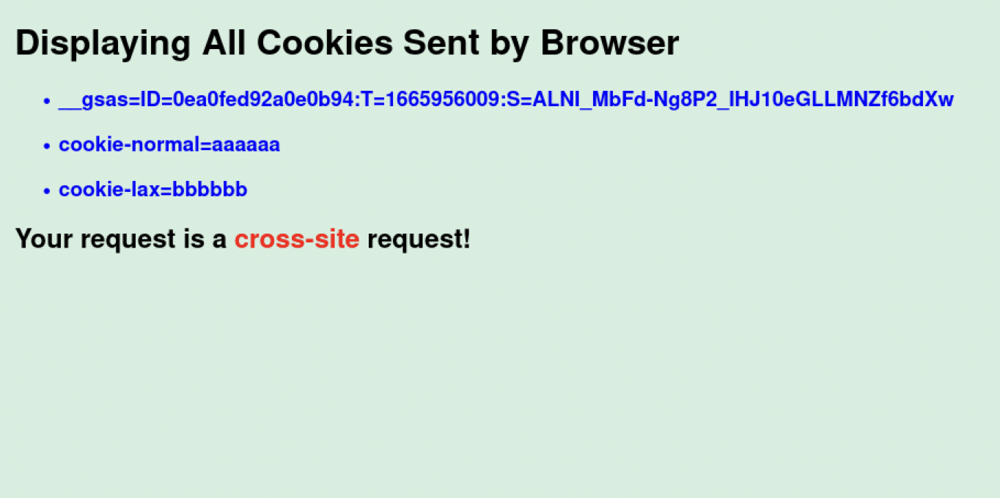 Displaying All Cookies Sent by Browser
• __gsas=ID=0ea0fed92a0e0b94:T=1665956009:S=ALNI_MbFd-Ng8P2_IHJ10eGLLMNZf6bdXw
• cookie-normal=aaaaaa
• cookie-lax=bbbbbb
Your request is a cross-site request!